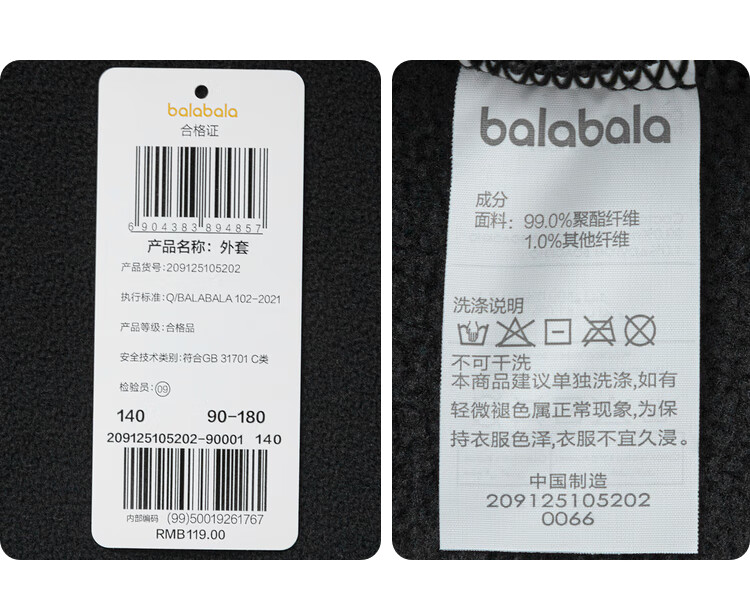 balabala
合格证
6 904383 894857
产品名称：外套
产品货号：209125105202
执行标准：Q/BALABALA 102-2021
产品等级：合格品
安全技术类别：符合GB 31701 C类
检验员：09
140 90-180
209125105202-90001 140
内部编码 (99)50019261767
RMB119.00
balabala
成分
面料：99.0%聚酯纤维
1.0%其他纤维
洗涤说明
不可干洗
本商品建议单独洗涤,如有
轻微褪色属正常现象,为保
持衣服色泽,衣服不宜久浸。
中国制造
209125105202
0066